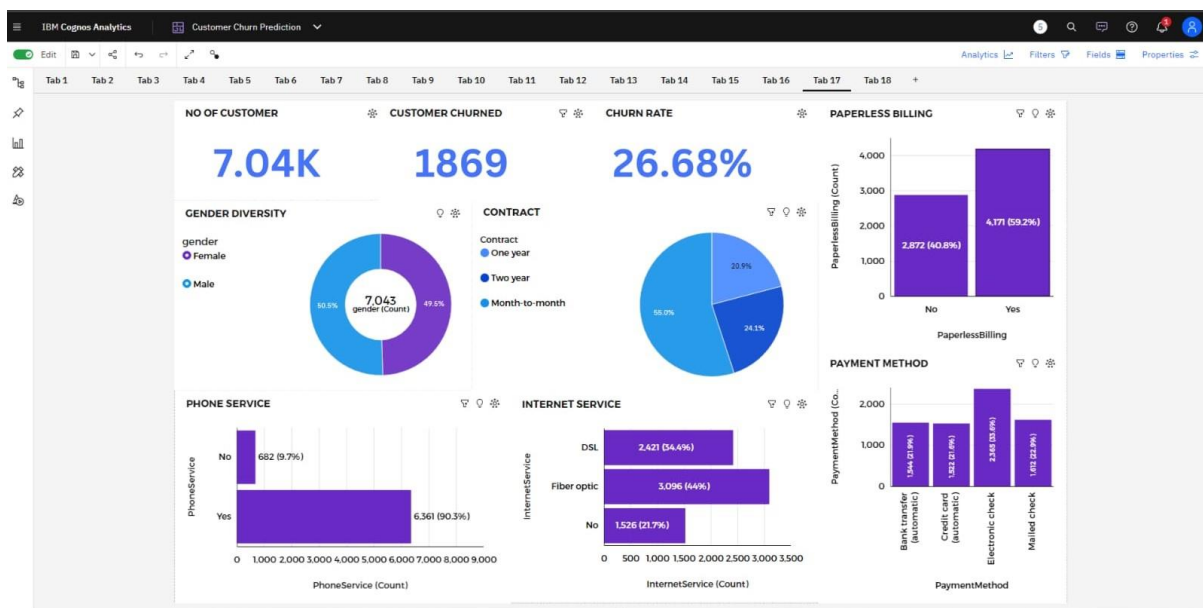 IBM Cognos Analytics
Customer Churn Prediction
S
1
Edit
Analytics
Filters
Fields
Properties
Tab 1 Tab 2 Tab 3 Tab 4 Tab 5 Tab 6 Tab 7 Tab 8 Tab 9 Tab 10 Tab 11 Tab 12 Tab 13 Tab 14 Tab 15 Tab 16 Tab 17 Tab 18 +
NO OF CUSTOMER
7.04K
CUSTOMER CHURNED
1869
CHURN RATE
26.68%
PAPERLESS BILLING
PaperlessBilling (Count)
4,000
3,000
2,000
1,000
0
2,872 (40.8%)
4,171 (59.2%)
No Yes
PaperlessBilling
GENDER DIVERSITY
gender
Female
Male
50.5%
7,043
gender (Count)
49.5%
CONTRACT
Contract
One year
Two year
Month-to-month
20.9%
55.0%
24.1%
PHONE SERVICE
PhoneService
No
682 (9.7%)
Yes
6,361 (90.3%)
0 1,000 2,000 3,000 4,000 5,000 6,000 7,000 8,000 9,000
PhoneService (Count)
INTERNET SERVICE
InternetService
DSL
2,421 (34.4%)
Fiber optic
3,096 (44%)
No
1,526 (21.7%)
0 500 1,000 1,500 2,000 2,500 3,000 3,500
InternetService (Count)
PAYMENT METHOD
PaymentMethod (Co...
2,000
1,000
0
1,544 (21.9%)
1,522 (21.6%)
2,365 (33.6%)
1,612 (22.9%)
Bank transfer
(automatic)
Credit card
(automatic)
Electronic check
Mailed check
PaymentMethod